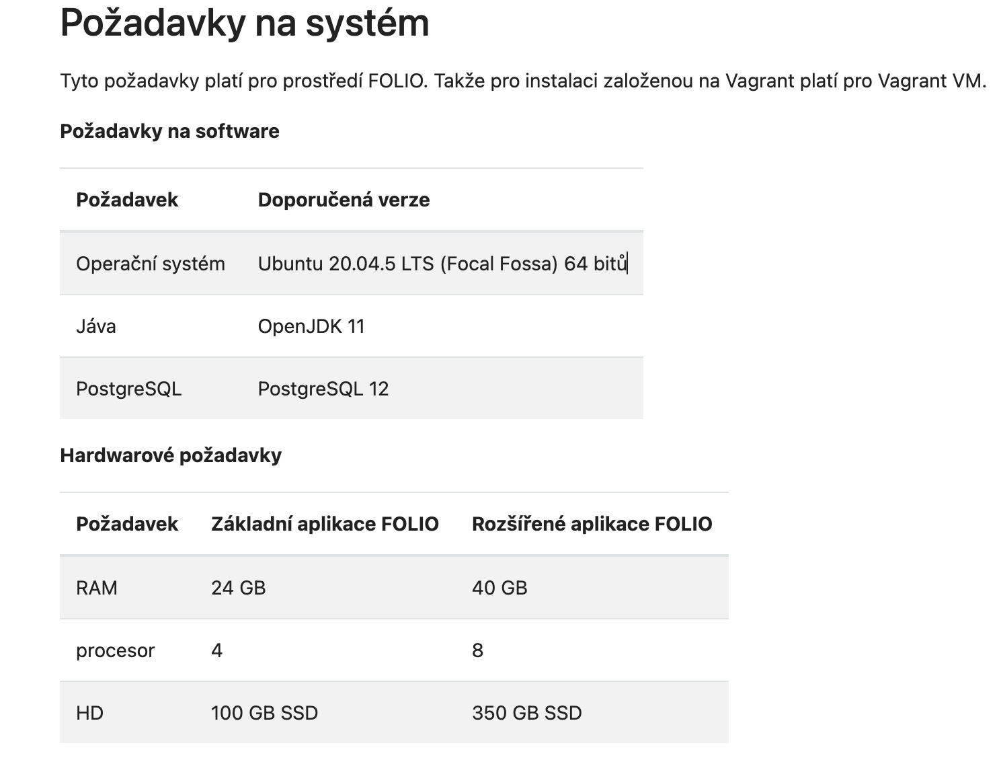 Požadavky na systém
Tyto požadavky platí pro prostředí FOLIO. Takže pro instalaci založenou na Vagrant platí pro Vagrant VM.
Požadavky na software
Požadavek Doporučená verze
Operační systém Ubuntu 20.04.5 LTS (Focal Fossa) 64 bitů
Jáva OpenJDK 11
PostgreSQL PostgreSQL 12
Hardwarové požadavky
Požadavek Základní aplikace FOLIO Rozšířené aplikace FOLIO
RAM 24 GB 40 GB
procesor 4 8
HD 100 GB SSD 350 GB SSD